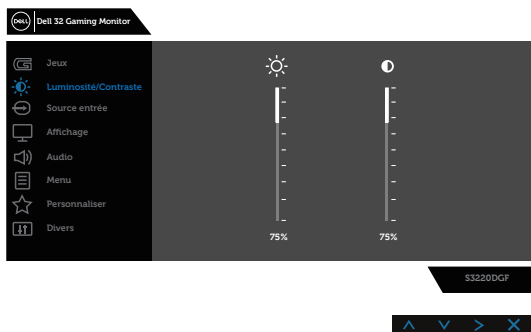 DELL Dell 32 Gaming Monitor
Jeux
Luminosité/Contraste
Source entrée
Affichage
Audio
Menu
Personnaliser
Divers
75% 75%
S3220DGF